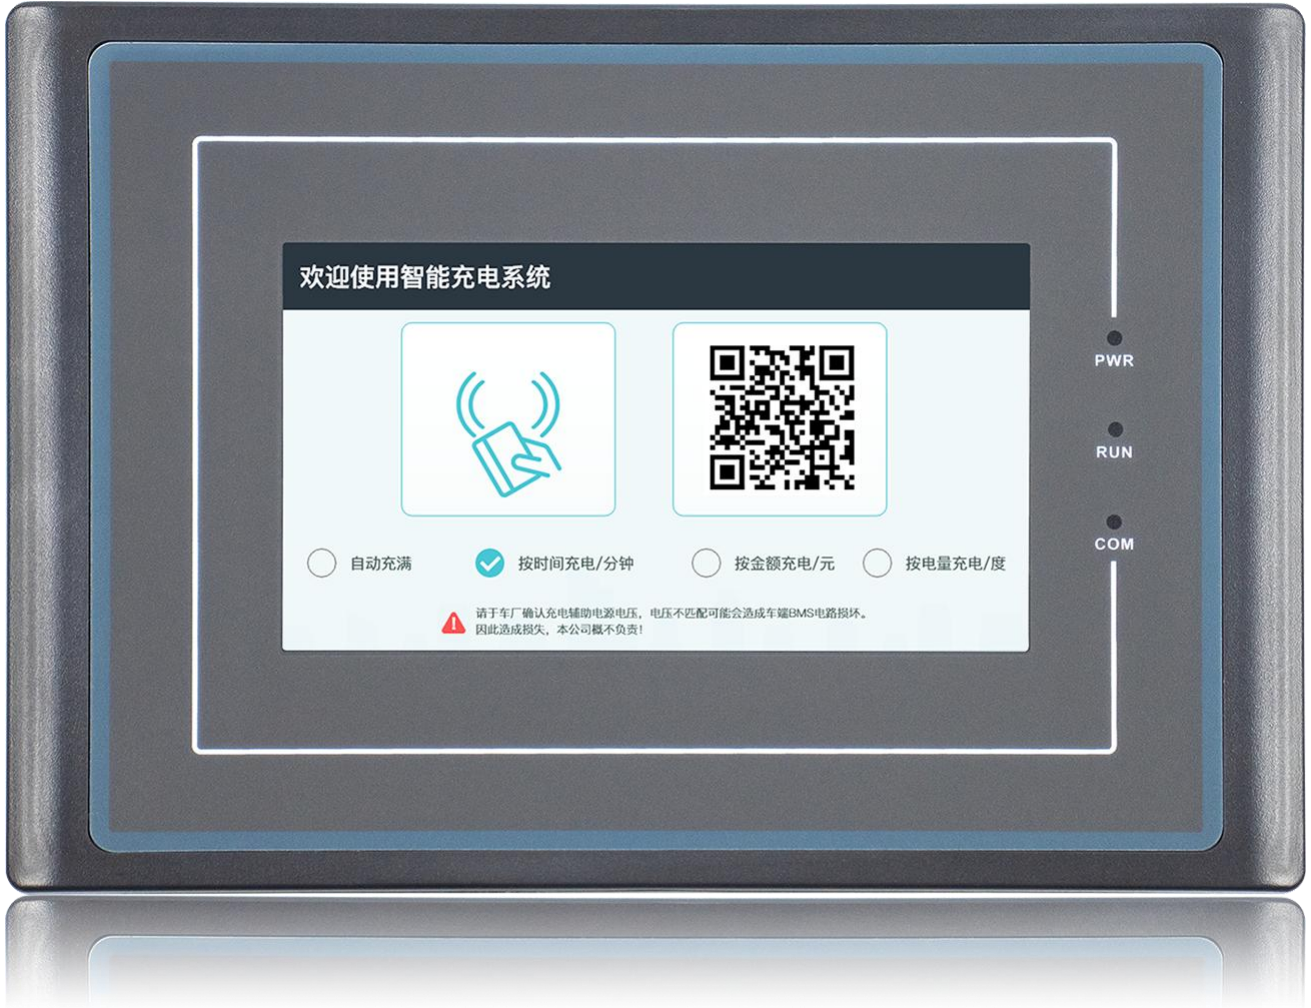 欢迎使用智能充电系统
PWR
RUN
COM
自动充满 按时间充电/分钟 按金额充电/元 按电量充电/度
请于车厂确认充电辅助电源电压，电压不匹配可能会造成车端BMS电路损坏。
因此造成损失，本公司概不负责！